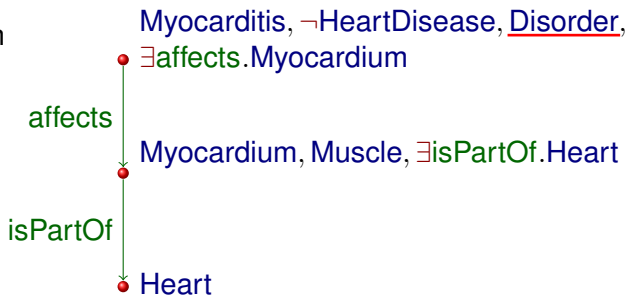 Myocarditis, ¬HeartDisease, Disorder,
∃affects.Myocardium
affects
Myocardium, Muscle, ∃isPartOf.Heart
isPartOf
Heart